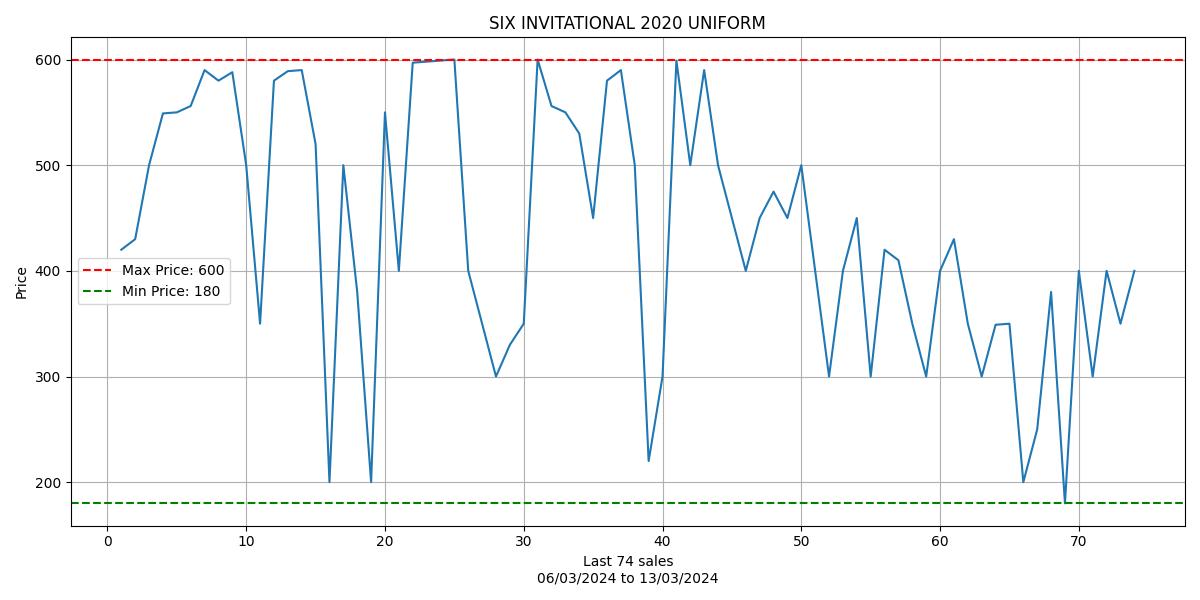 SIX INVITATIONAL 2020 UNIFORM
Price
600
500
400
300
200
Max Price: 600
Min Price: 180
0 10 20 30 40 50 60 70
Last 74 sales
06/03/2024 to 13/03/2024